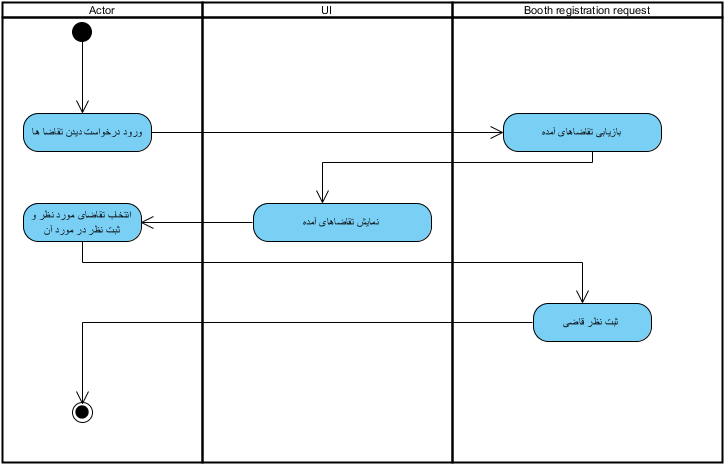 Actor
UI
Booth registration request
ورود درخواست دیدن تقاضا ها
بازیابی تقاضاهای آمده
انتخاب تقاضای مورد نظر و
ثبت نظر در مورد آن
نمایش تقاضاهای آمده
ثبت نظر قاضی